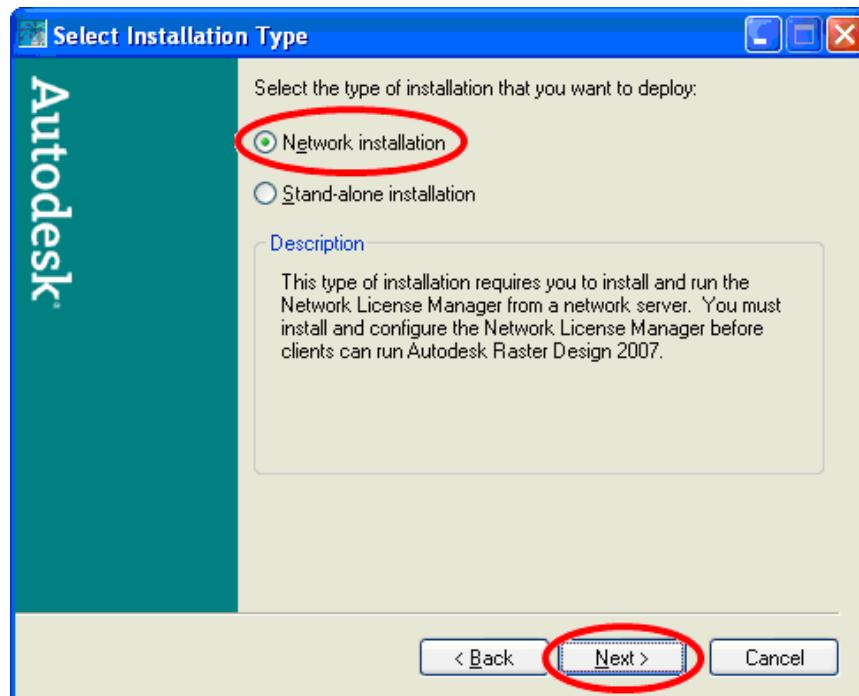 Select Installation Type
Autodesk
Select the type of installation that you want to deploy:
Network installation
Stand-alone installation
Description
This type of installation requires you to install and run the
Network License Manager from a network server. You must
install and configure the Network License Manager before
clients can run Autodesk Raster Design 2007.
< Back
Next >
Cancel